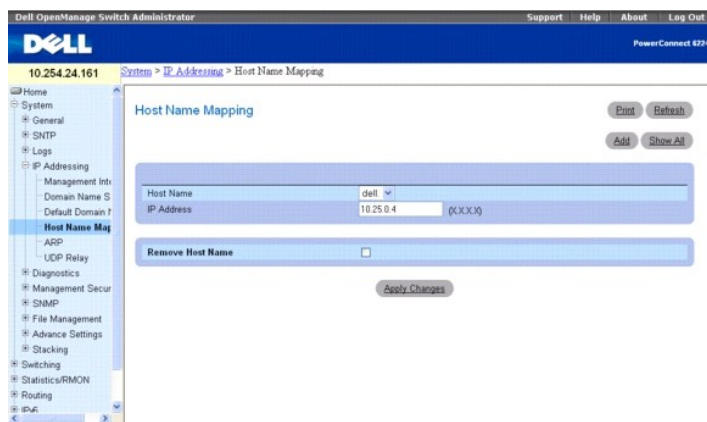 Dell OpenManage Switch Administrator
Support Help About Log Out
DELL
PowerConnect 6224
10.254.24.161
System > IP Addressing > Host Name Mapping
Home
System
General
SNTP
Logs
IP Addressing
Management Inte
Domain Name S
Default Domain N
Host Name Map
ARP
UDP Relay
Diagnostics
Management Secur
SNMP
File Management
Advance Settings
Stacking
Switching
Statistics/RMON
Routing
IPv6
Host Name Mapping
Print Refresh
Add Show All
Host Name dell
IP Address 10.25.0.4 (X.X.X.X)
Remove Host Name
Apply Changes